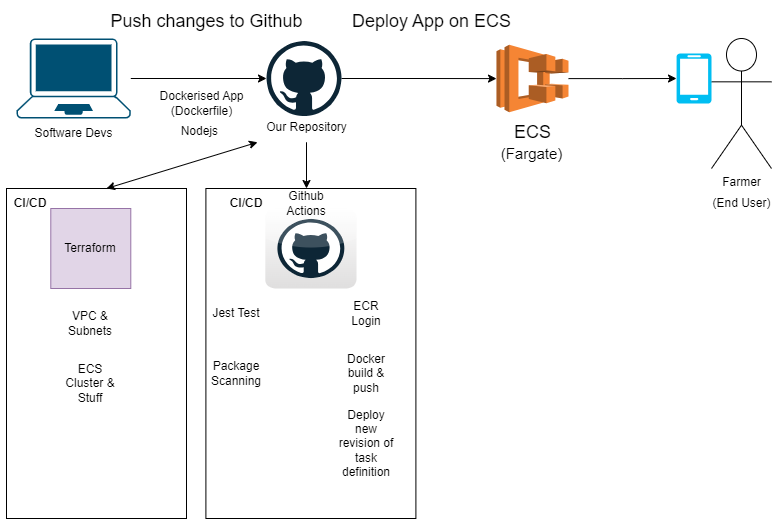 Push changes to Github
Deploy App on ECS
Dockerised App
(Dockerfile)
Nodejs
Software Devs
Our Repository
ECS
(Fargate)
Farmer
(End User)
CI/CD
Terraform
VPC &
Subnets
ECS
Cluster &
Stuff
CI/CD
Github
Actions
Jest Test
Package
Scanning
ECR
Login
Docker
build &
push
Deploy
new
revision of
task
definition